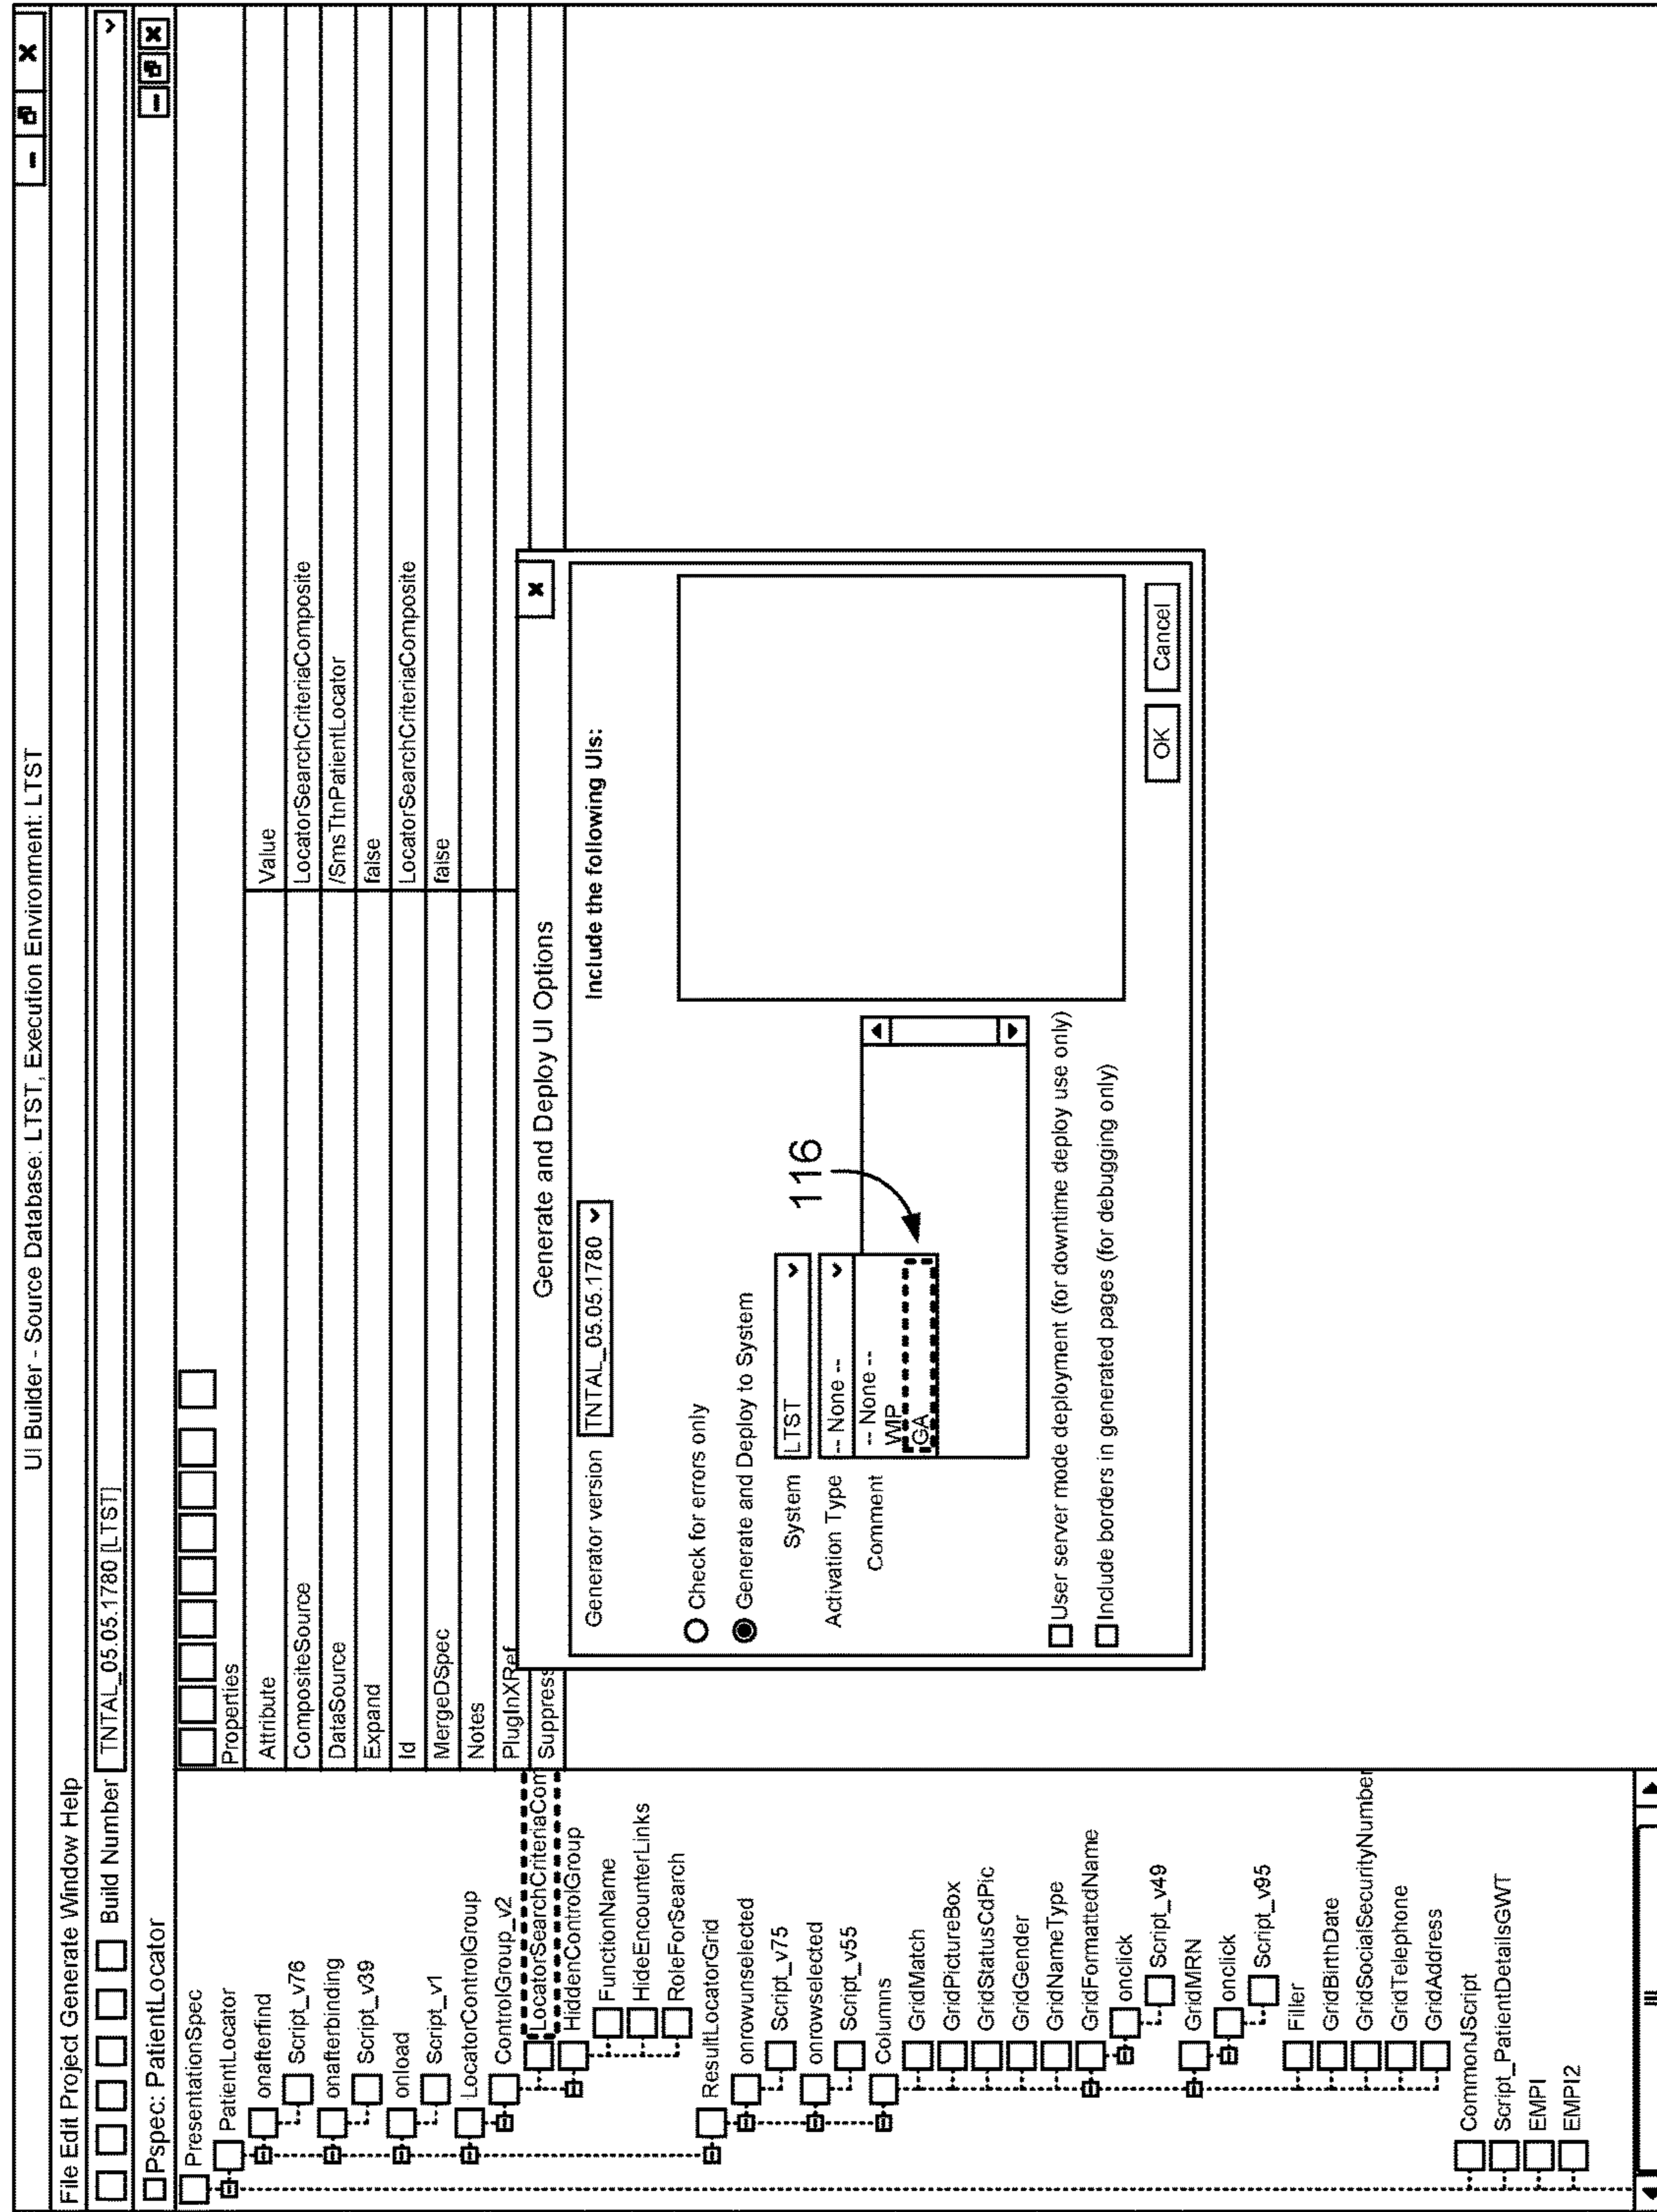 UI Builder - Source Database: LTST, Execution Environment: LTST
File Edit Project Generate Window Help
Build Number TNTAL_05.05.1780 [LTST]
Pspec: PatientLocator
PresentationSpec
PatientLocator
onafterfind
Script_v76
onafterbinding
Script_v39
onload
Script_v1
LocatorControlGroup
ControlGroup_v2
LocatorSearchCriteriaCom
HiddenControlGroup
FunctionName
HideEncounterLinks
RoleForSearch
ResultLocatorGrid
onrowunselected
Script_v75
onrowselected
Script_v55
Columns
GridMatch
GridPictureBox
GridStatusCdPic
GridGender
GridNameType
GridFormattedName
onclick
Script_v49
GridMRN
onclick
Script_v95
Filler
GridBirthDate
GridSocialSecurityNumber
GridTelephone
GridAddress
CommonJScript
Script_PatientDetailsGWT
EMPI
EMPI2
Properties
Attribute Value
CompositeSource LocatorSearchCriteriaComposite
DataSource /SmsTtnPatientLocator
Expand false
Id LocatorSearchCriteriaComposite
MergeDSpec false
Notes
PlugInXRef
Suppress
Generate and Deploy UI Options
Generator version TNTAL_05.05.1780
Include the following UIs:
Check for errors only
Generate and Deploy to System
System LTST
116
Activation Type -- None --
Comment -- None --
WIP
GA
User server mode deployment (for downtime deploy use only)
Include borders in generated pages (for debugging only)
OK Cancel